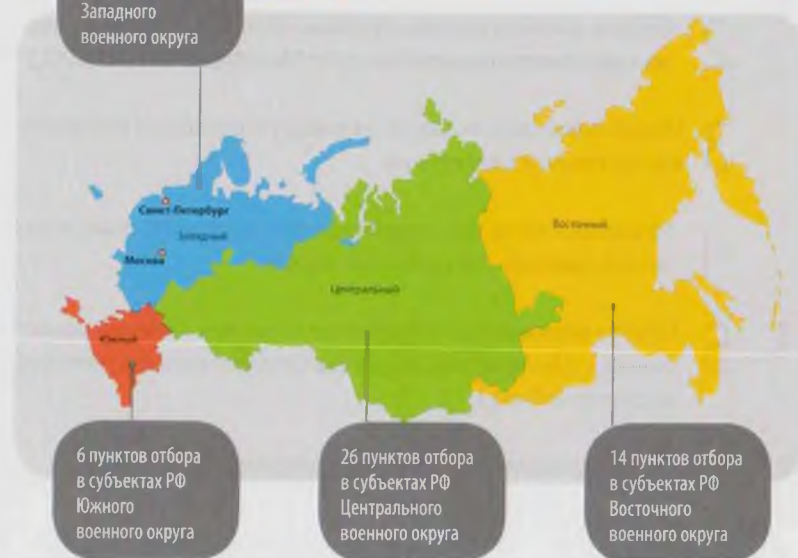 Западного
военного округа
Санкт-Петербург
Западный
Москва
Восточный
Центральный
Южный
6 пунктов отбора
в субъектах РФ
Южного
военного округа
26 пунктов отбора
в субъектах РФ
Центрального
военного округа
14 пунктов отбора
в субъектах РФ
Восточного
военного округа